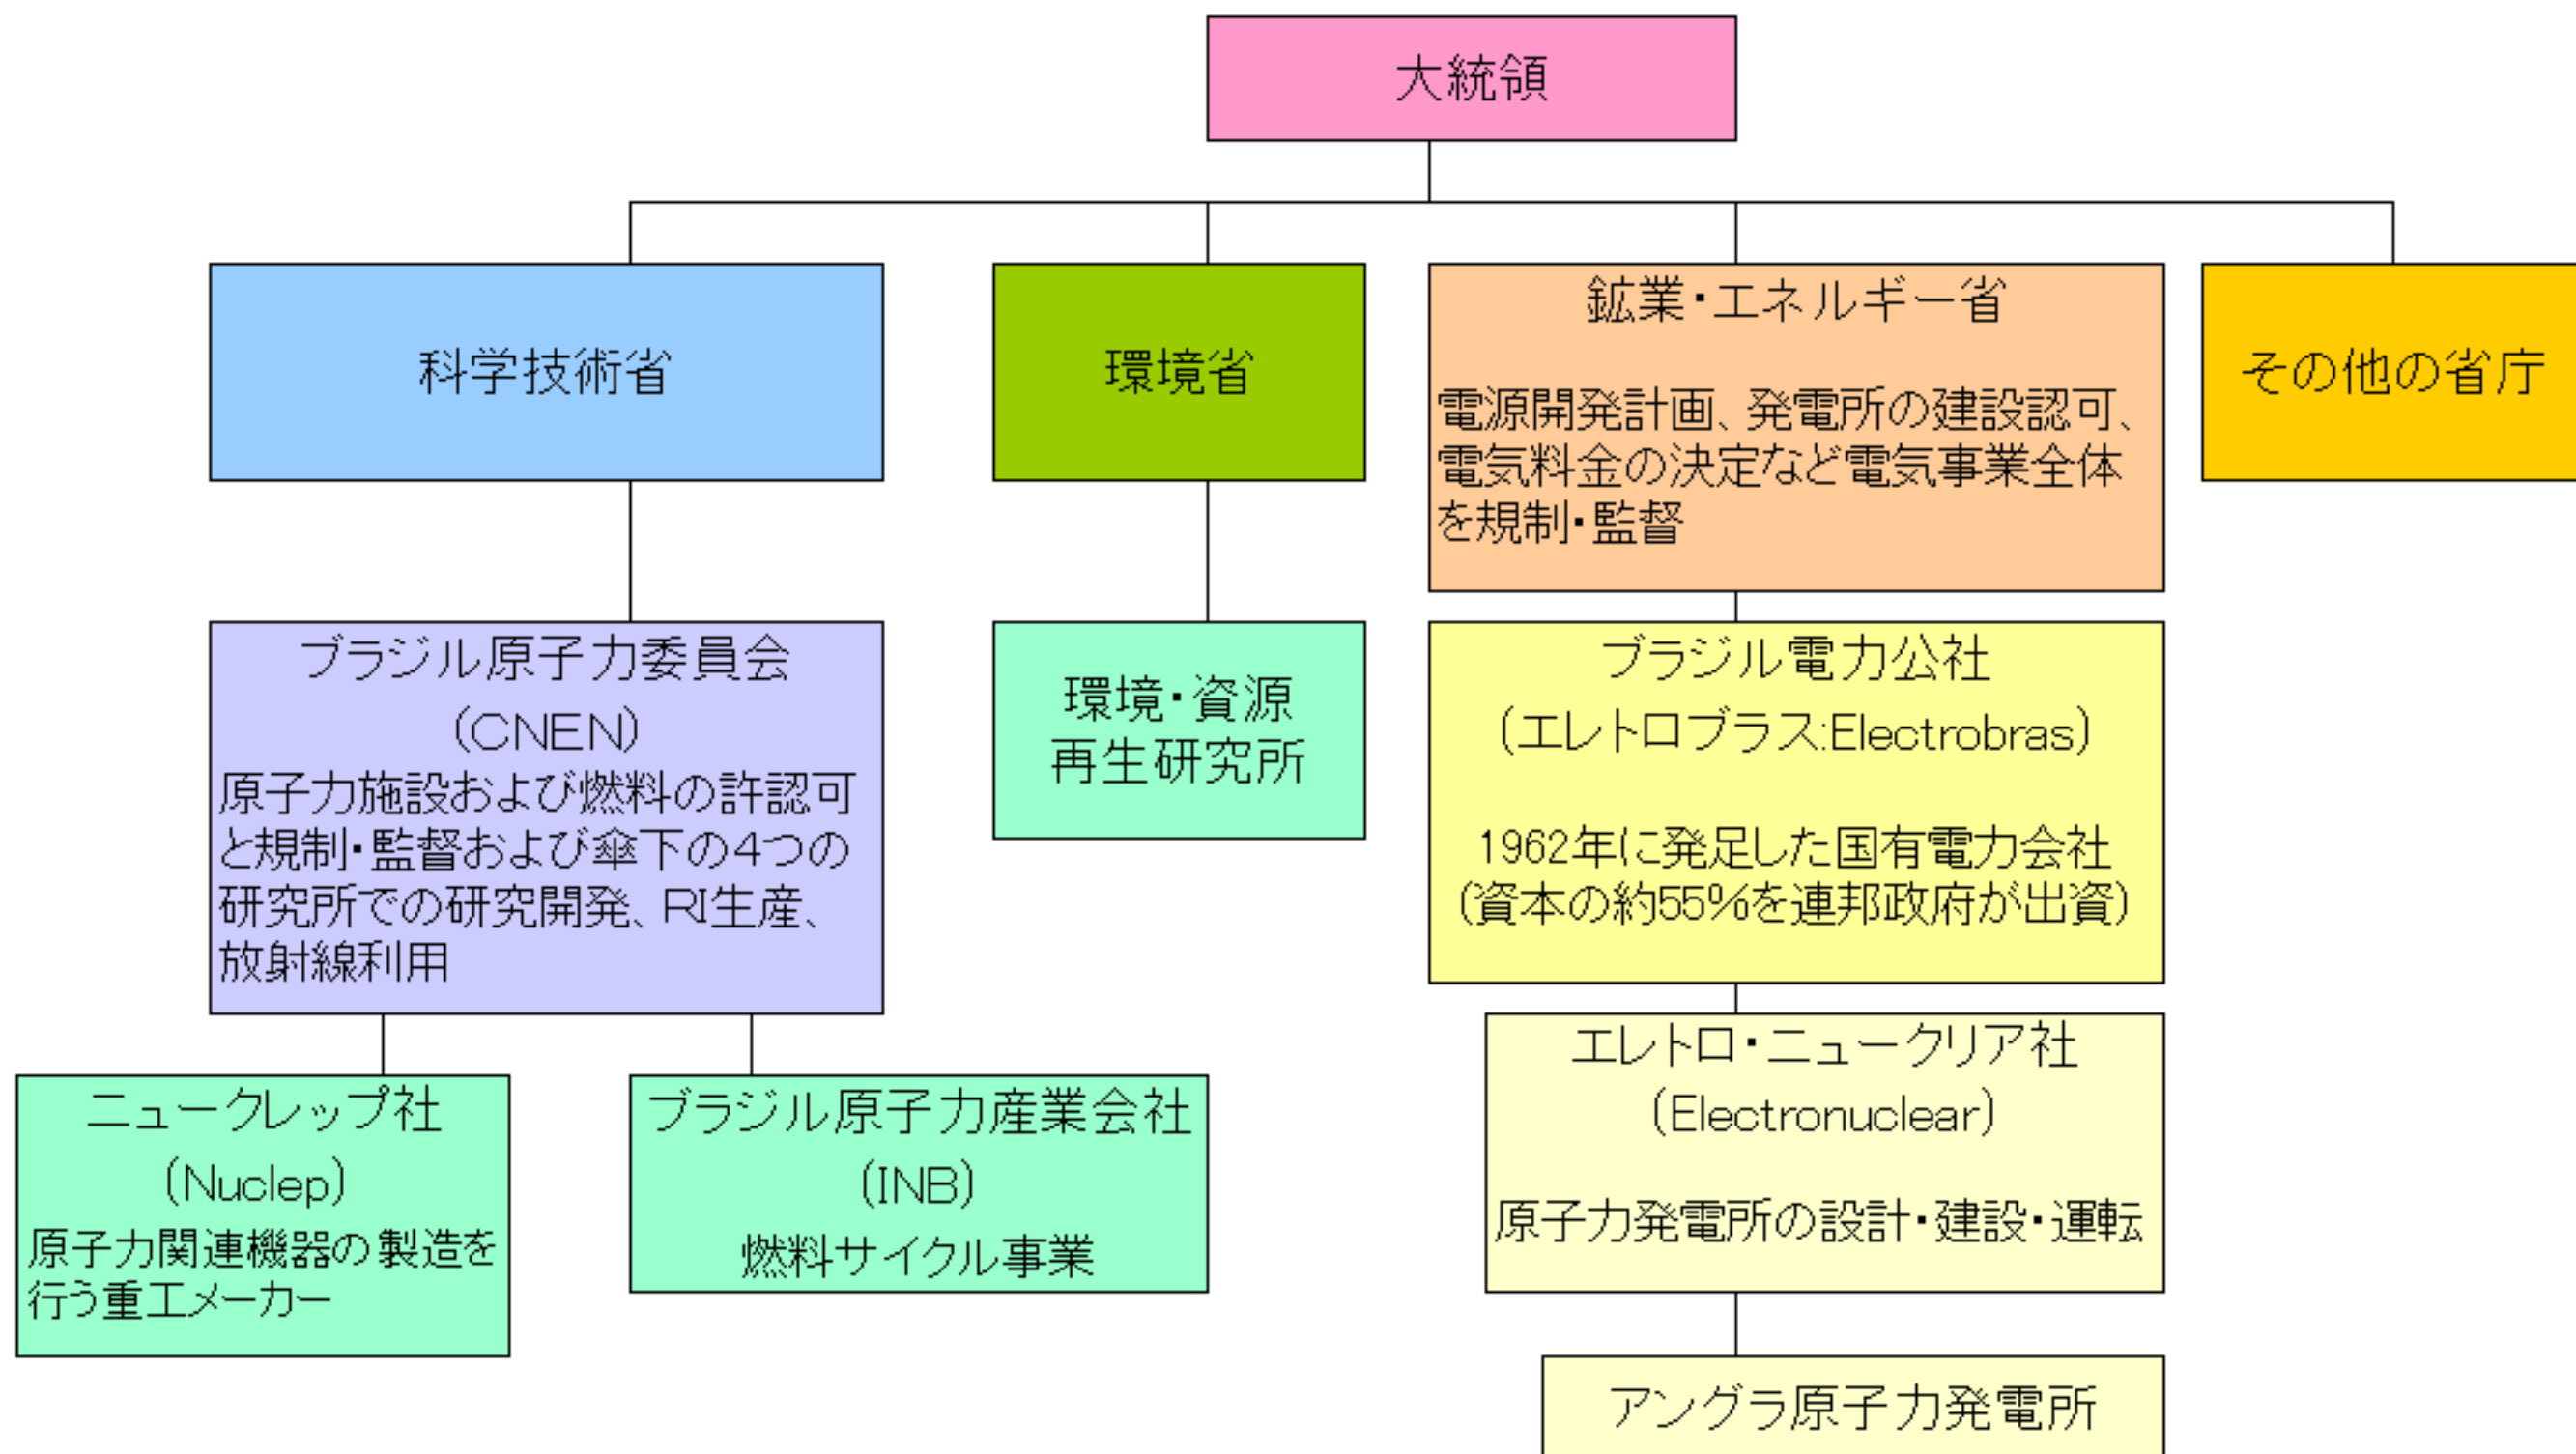 大統領
科学技術省
環境省
鉱業・エネルギー省
電源開発計画、発電所の建設認可、
電気料金の決定など電気事業全体
を規制・監督
その他の省庁
ブラジル原子力委員会
(CNEN)
原子力施設および燃料の許認可
と規制・監督および傘下の4つの
研究所での研究開発、RI生産、
放射線利用
環境・資源
再生研究所
ブラジル電力公社
(エレトロブラス:Electrobras)
1962年に発足した国有電力会社
(資本の約55%を連邦政府が出資)
ニュークレップ社
(Nuclep)
原子力関連機器の製造を
行う重工メーカー
ブラジル原子力産業会社
(INB)
燃料サイクル事業
エレトロ・ニュークリア社
(Electronuclear)
原子力発電所の設計・建設・運転
アングラ原子力発電所